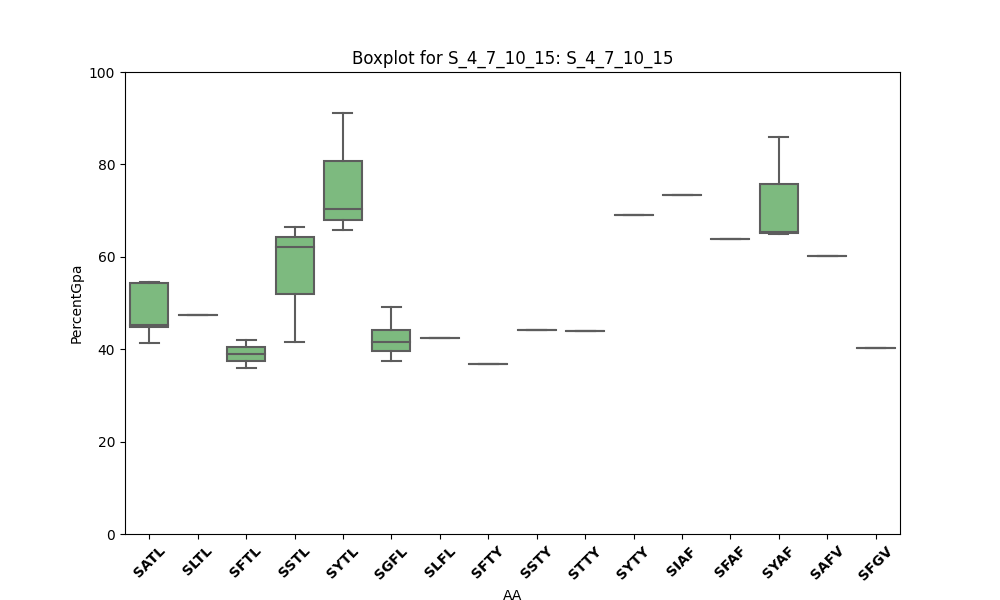 Boxplot for S_4_7_10_15: S_4_7_10_15
PercentGpa
100
80
60
40
20
0
SATL SLTL SFTL SSTL SYTL SGFL SLFL SFTY SSTY STTY SYTY SIAF SFAF SYAF SAFV SFGV
AA